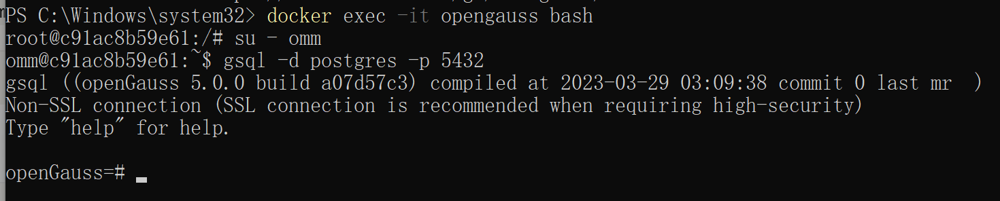 PS C:\Windows\system32> docker exec -it opengauss bash
root@c91ac8b59e61:/# su - omm
omm@c91ac8b59e61:~$ gsql -d postgres -p 5432
gsql ((openGauss 5.0.0 build a07d57c3) compiled at 2023-03-29 03:09:38 commit 0 last mr  )
Non-SSL connection (SSL connection is recommended when requiring high-security)
Type "help" for help.
openGauss=#